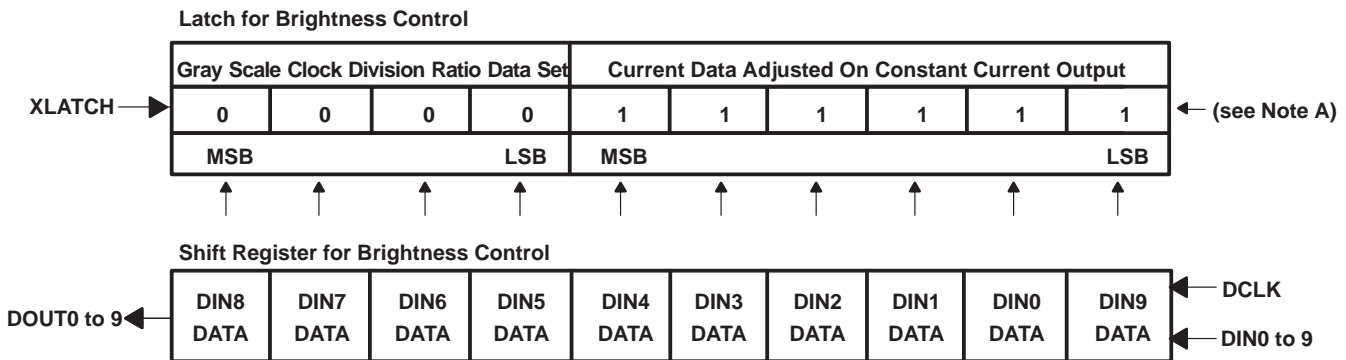 Latch for Brightness Control
Gray Scale Clock Division Ratio Data Set Current Data Adjusted On Constant Current Output
XLATCH 0 0 0 0 1 1 1 1 1 1 (see Note A)
MSB LSB MSB LSB
Shift Register for Brightness Control
DOUT0 to 9
DIN8 DATA
DIN7 DATA
DIN6 DATA
DIN5 DATA
DIN4 DATA
DIN3 DATA
DIN2 DATA
DIN1 DATA
DIN0 DATA
DIN9 DATA
DCLK
DIN0 to 9